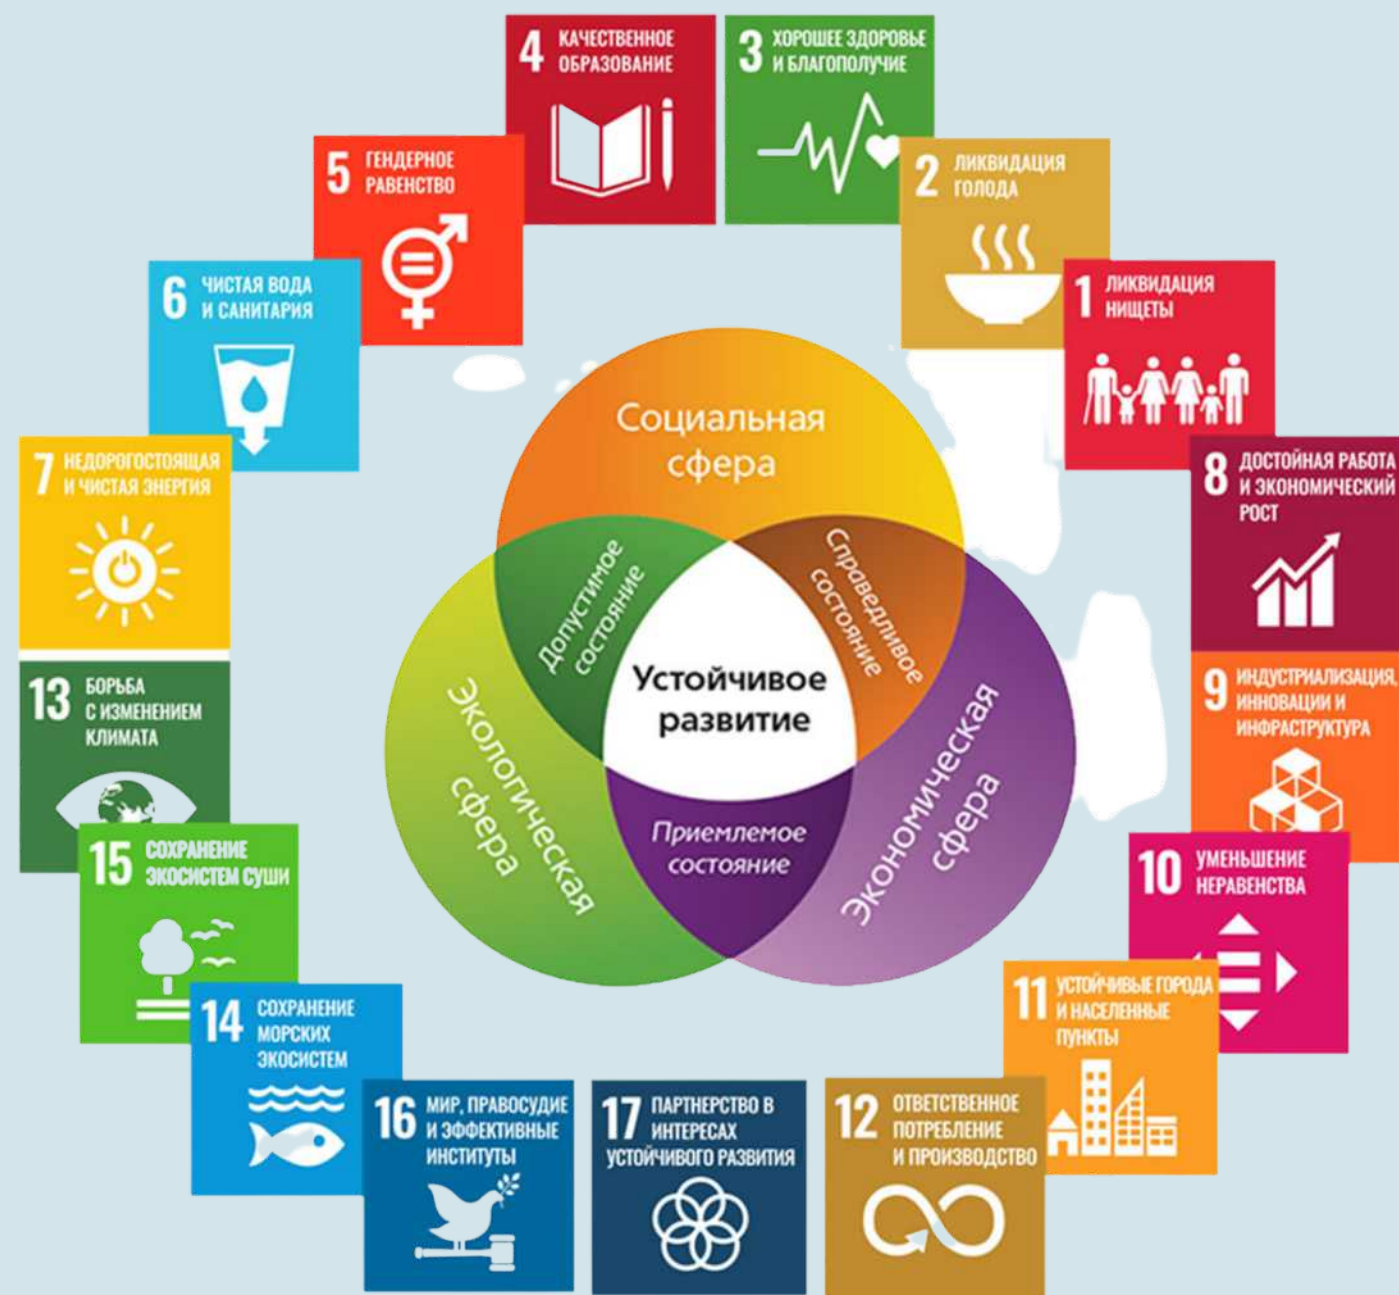 4 КАЧЕСТВЕННОЕ
ОБРАЗОВАНИЕ
3 ХОРОШЕЕ ЗДОРОВЬЕ
И БЛАГОПОЛУЧИЕ
5 ГЕНДЕРНОЕ
РАВЕНСТВО
2 ЛИКВИДАЦИЯ
ГОЛОДА
6 ЧИСТАЯ ВОДА
И САНИТАРИЯ
1 ЛИКВИДАЦИЯ
НИЩЕТЫ
7 НЕДОРОГОСТОЯЩАЯ
И ЧИСТАЯ ЭНЕРГИЯ
8 ДОСТОЙНАЯ РАБОТА
И ЭКОНОМИЧЕСКИЙ
РОСТ
Социальная
сфера
Допустимое
состояние
Справедливое
состояние
Устойчивое
развитие
Экологическая
сфера
Экономическая
сфера
Приемлемое
состояние
13 БОРЬБА
С ИЗМЕНЕНИЕМ
КЛИМАТА
9 ИНДУСТРИАЛИЗАЦИЯ,
ИННОВАЦИИ И
ИНФРАСТРУКТУРА
15 СОХРАНЕНИЕ
ЭКОСИСТЕМ СУШИ
10 УМЕНЬШЕНИЕ
НЕРАВЕНСТВА
14 СОХРАНЕНИЕ
МОРСКИХ
ЭКОСИСТЕМ
11 УСТОЙЧИВЫЕ ГОРОДА
И НАСЕЛЕННЫЕ
ПУНКТЫ
16 МИР, ПРАВОСУДИЕ
И ЭФФЕКТИВНЫЕ
ИНСТИТУТЫ
17 ПАРТНЕРСТВО В
ИНТЕРЕСАХ
УСТОЙЧИВОГО РАЗВИТИЯ
12 ОТВЕТСТВЕННОЕ
ПОТРЕБЛЕНИЕ
И ПРОИЗВОДСТВО